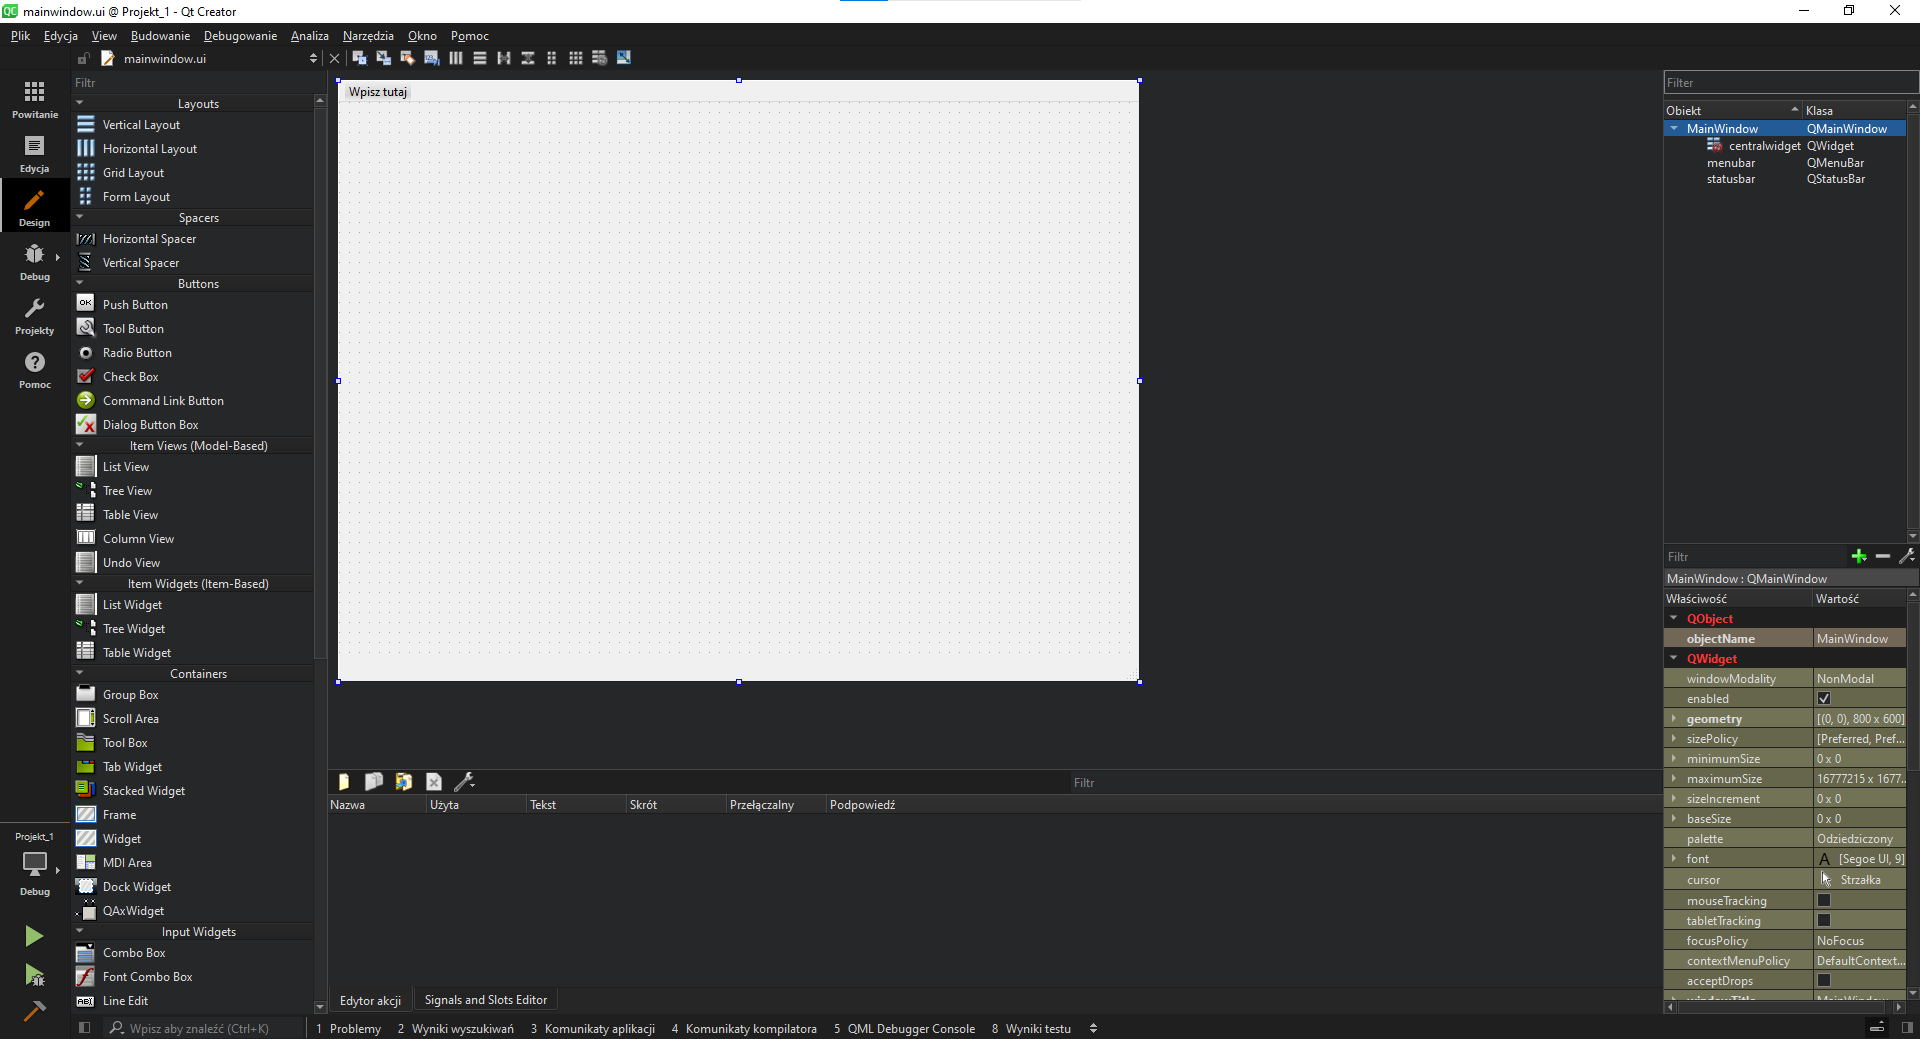 mainwindow.ui @ Projekt_1 - Qt Creator
Plik Edycja View Budowanie Debugowanie Analiza Narzędzia Okno Pomoc
mainwindow.ui
Powitanie
Edycja
Design
Debug
Projekty
Pomoc
Projekt_1
Debug
Filtr
Layouts
Vertical Layout
Horizontal Layout
Grid Layout
Form Layout
Spacers
Horizontal Spacer
Vertical Spacer
Buttons
Push Button
Tool Button
Radio Button
Check Box
Command Link Button
Dialog Button Box
Item Views (Model-Based)
List View
Tree View
Table View
Column View
Undo View
Item Widgets (Item-Based)
List Widget
Tree Widget
Table Widget
Containers
Group Box
Scroll Area
Tool Box
Tab Widget
Stacked Widget
Frame
Widget
MDI Area
Dock Widget
QAxWidget
Input Widgets
Combo Box
Font Combo Box
Line Edit
Wpisz tutaj
Filtr
Nazwa Użyta Tekst Skrót Przełączalny Podpowiedź
Edytor akcji Signals and Slots Editor
Filter
Obiekt Klasa
MainWindow QMainWindow
centralwidget QWidget
menubar QMenuBar
statusbar QStatusBar
Filtr
MainWindow : QMainWindow
Właściwość Wartość
QObject
objectName MainWindow
QWidget
windowModality NonModal
enabled
geometry [(0, 0), 800 x 600]
sizePolicy [Preferred, Pref...
minimumSize 0 x 0
maximumSize 16777215 x 1677...
sizeIncrement 0 x 0
baseSize 0 x 0
palette Odziedziczony
font A [Segoe UI, 9]
cursor Strzałka
mouseTracking
tabletTracking
focusPolicy NoFocus
contextMenuPolicy DefaultContext...
acceptDrops
windowTitle MainWindow
Wpisz aby znaleźć (Ctrl+K) 1 Problemy 2 Wyniki wyszukiwań 3 Komunikaty aplikacji 4 Komunikaty kompilatora 5 QML Debugger Console 8 Wyniki testu